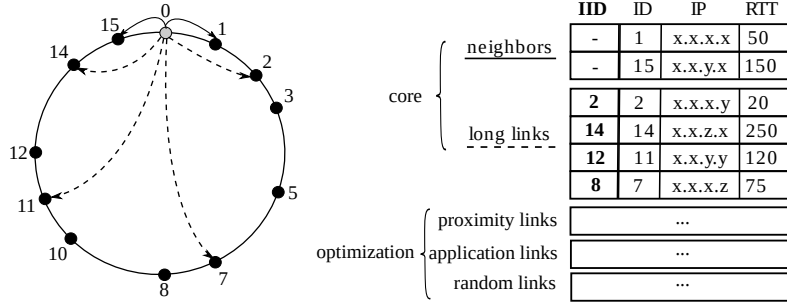 0
15
1
14
2
3
12
5
11
10
7
8
IID ID IP RTT
neighbors
- 1 x.x.x.x 50
- 15 x.x.y.x 150
core
long links
2 2 x.x.x.y 20
14 14 x.x.z.x 250
12 11 x.x.y.y 120
8 7 x.x.x.z 75
optimization
proximity links ...
application links ...
random links ...